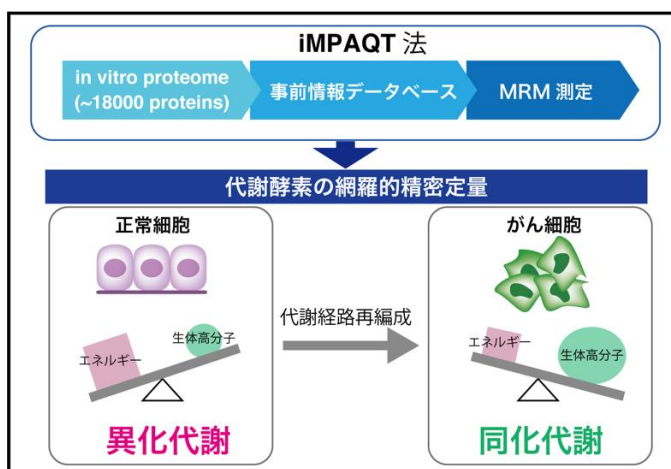 iMPAQT 法
in vitro proteome
(~18000 proteins)
事前情報データベース
MRM 測定
代謝酵素の網羅的精密定量
正常細胞
エネルギー
生体高分子
異化代謝
代謝経路再編成
がん細胞
エネルギー
生体高分子
同化代謝